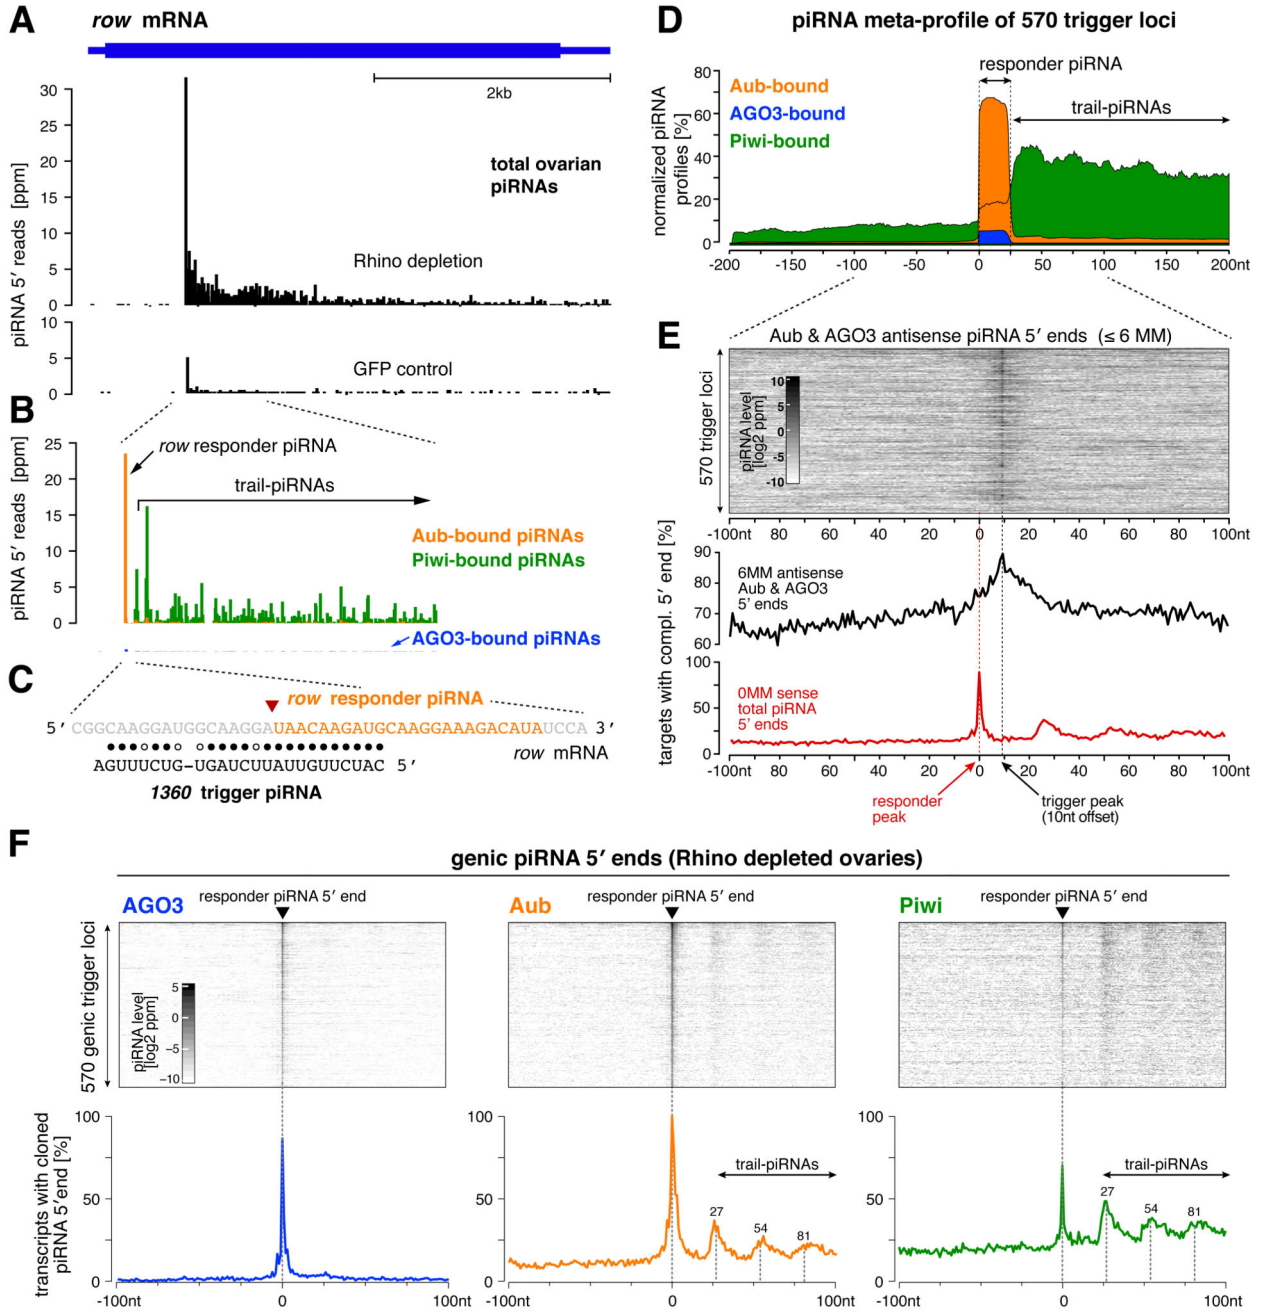 A
row mRNA
2kb
piRNA 5′ reads [ppm]
30
25
20
15
10
5
0
total ovarian
piRNAs
Rhino depletion
10
5
0
GFP control
B
piRNA 5′ reads [ppm]
25
20
15
10
5
0
row responder piRNA
trail-piRNAs
Aub-bound piRNAs
Piwi-bound piRNAs
AGO3-bound piRNAs
C
row responder piRNA
5′ CGGCAAGGAUGGCAAGGAUAACAAGAUGCAAGGAAAGACAUAUCCA 3′
row mRNA
AGUUUCUG-UGAUCUUAUUGUUCUAC 5′
1360 trigger piRNA
D
piRNA meta-profile of 570 trigger loci
responder piRNA
trail-piRNAs
Aub-bound
AGO3-bound
Piwi-bound
normalized piRNA
profiles [%]
80
60
40
20
0
-200 -150 -100 -50 0 50 100 150 200nt
E
Aub & AGO3 antisense piRNA 5′ ends (≤ 6 MM)
570 trigger loci
piRNA level
[log2 ppm]
10
5
0
-5
-10
-100 80 60 40 20 0 20 40 60 80 100nt
targets with compl. 5′ end [%]
90
80
70
60
6MM antisense
Aub & AGO3
5′ ends
100
50
0
0MM sense
total piRNA
5′ ends
-100nt 80 60 40 20 0 20 40 60 80 100nt
responder
peak
trigger peak
(10nt offset)
F
genic piRNA 5′ ends (Rhino depleted ovaries)
AGO3
responder piRNA 5′ end
Aub
responder piRNA 5′ end
Piwi
responder piRNA 5′ end
570 genic trigger loci
piRNA level
[log2 ppm]
5
0
−5
−10
transcripts with cloned
piRNA 5′end [%]
100
50
0
-100nt 0 100nt
100
50
0
trail-piRNAs
27
54
81
-100nt 0 100nt
100
50
0
trail-piRNAs
27
54
81
-100nt 0 100nt